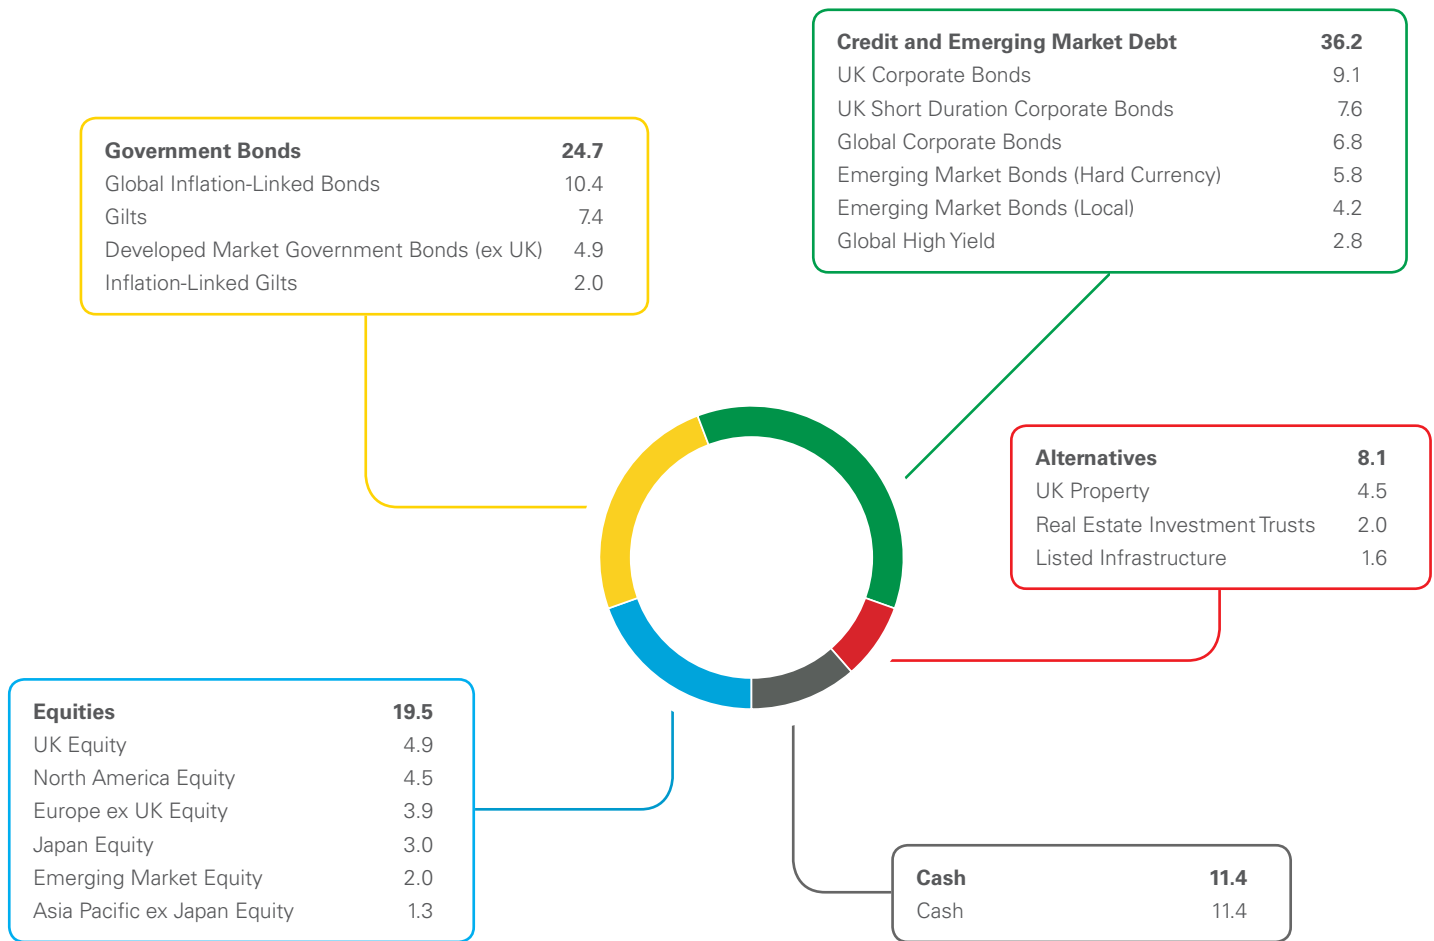 Credit and Emerging Market Debt 36.2
UK Corporate Bonds 9.1
UK Short Duration Corporate Bonds 7.6
Global Corporate Bonds 6.8
Emerging Market Bonds (Hard Currency) 5.8
Emerging Market Bonds (Local) 4.2
Global High Yield 2.8
Government Bonds 24.7
Global Inflation-Linked Bonds 10.4
Gilts 7.4
Developed Market Government Bonds (ex UK) 4.9
Inflation-Linked Gilts 2.0
Alternatives 8.1
UK Property 4.5
Real Estate Investment Trusts 2.0
Listed Infrastructure 1.6
Equities 19.5
UK Equity 4.9
North America Equity 4.5
Europe ex UK Equity 3.9
Japan Equity 3.0
Emerging Market Equity 2.0
Asia Pacific ex Japan Equity 1.3
Cash 11.4
Cash 11.4